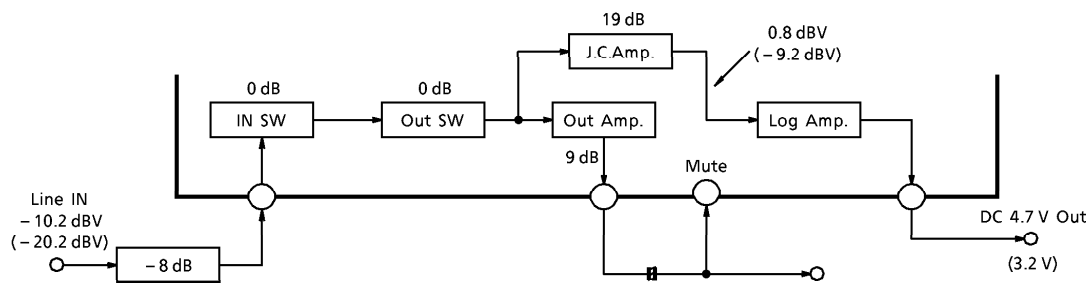 19 dB
J.C.Amp.
0.8 dBV
(−9.2 dBV)
0 dB
IN SW
0 dB
Out SW
Out Amp.
Log Amp.
9 dB
Mute
Line IN
−10.2 dBV
(−20.2 dBV)
−8 dB
DC 4.7 V Out
(3.2 V)